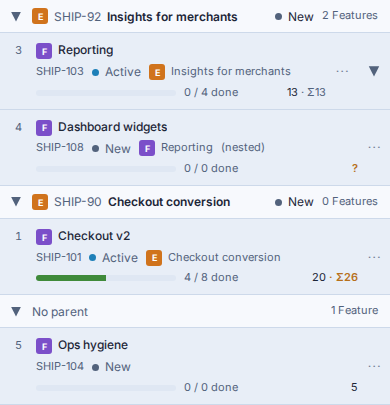 ▼ E SHIP-92 Insights for merchants ● New 2 Features
3 F Reporting
SHIP-103 ● Active E Insights for merchants ... ▼
0 / 4 done 13 · Σ13
4 F Dashboard widgets
SHIP-108 ● New F Reporting (nested) ...
0 / 0 done ?
▼ E SHIP-90 Checkout conversion ● New 0 Features
1 F Checkout v2
SHIP-101 ● Active E Checkout conversion ...
4 / 8 done 20 · Σ26
▼ No parent 1 Feature
5 F Ops hygiene
SHIP-104 ● New ...
0 / 0 done 5